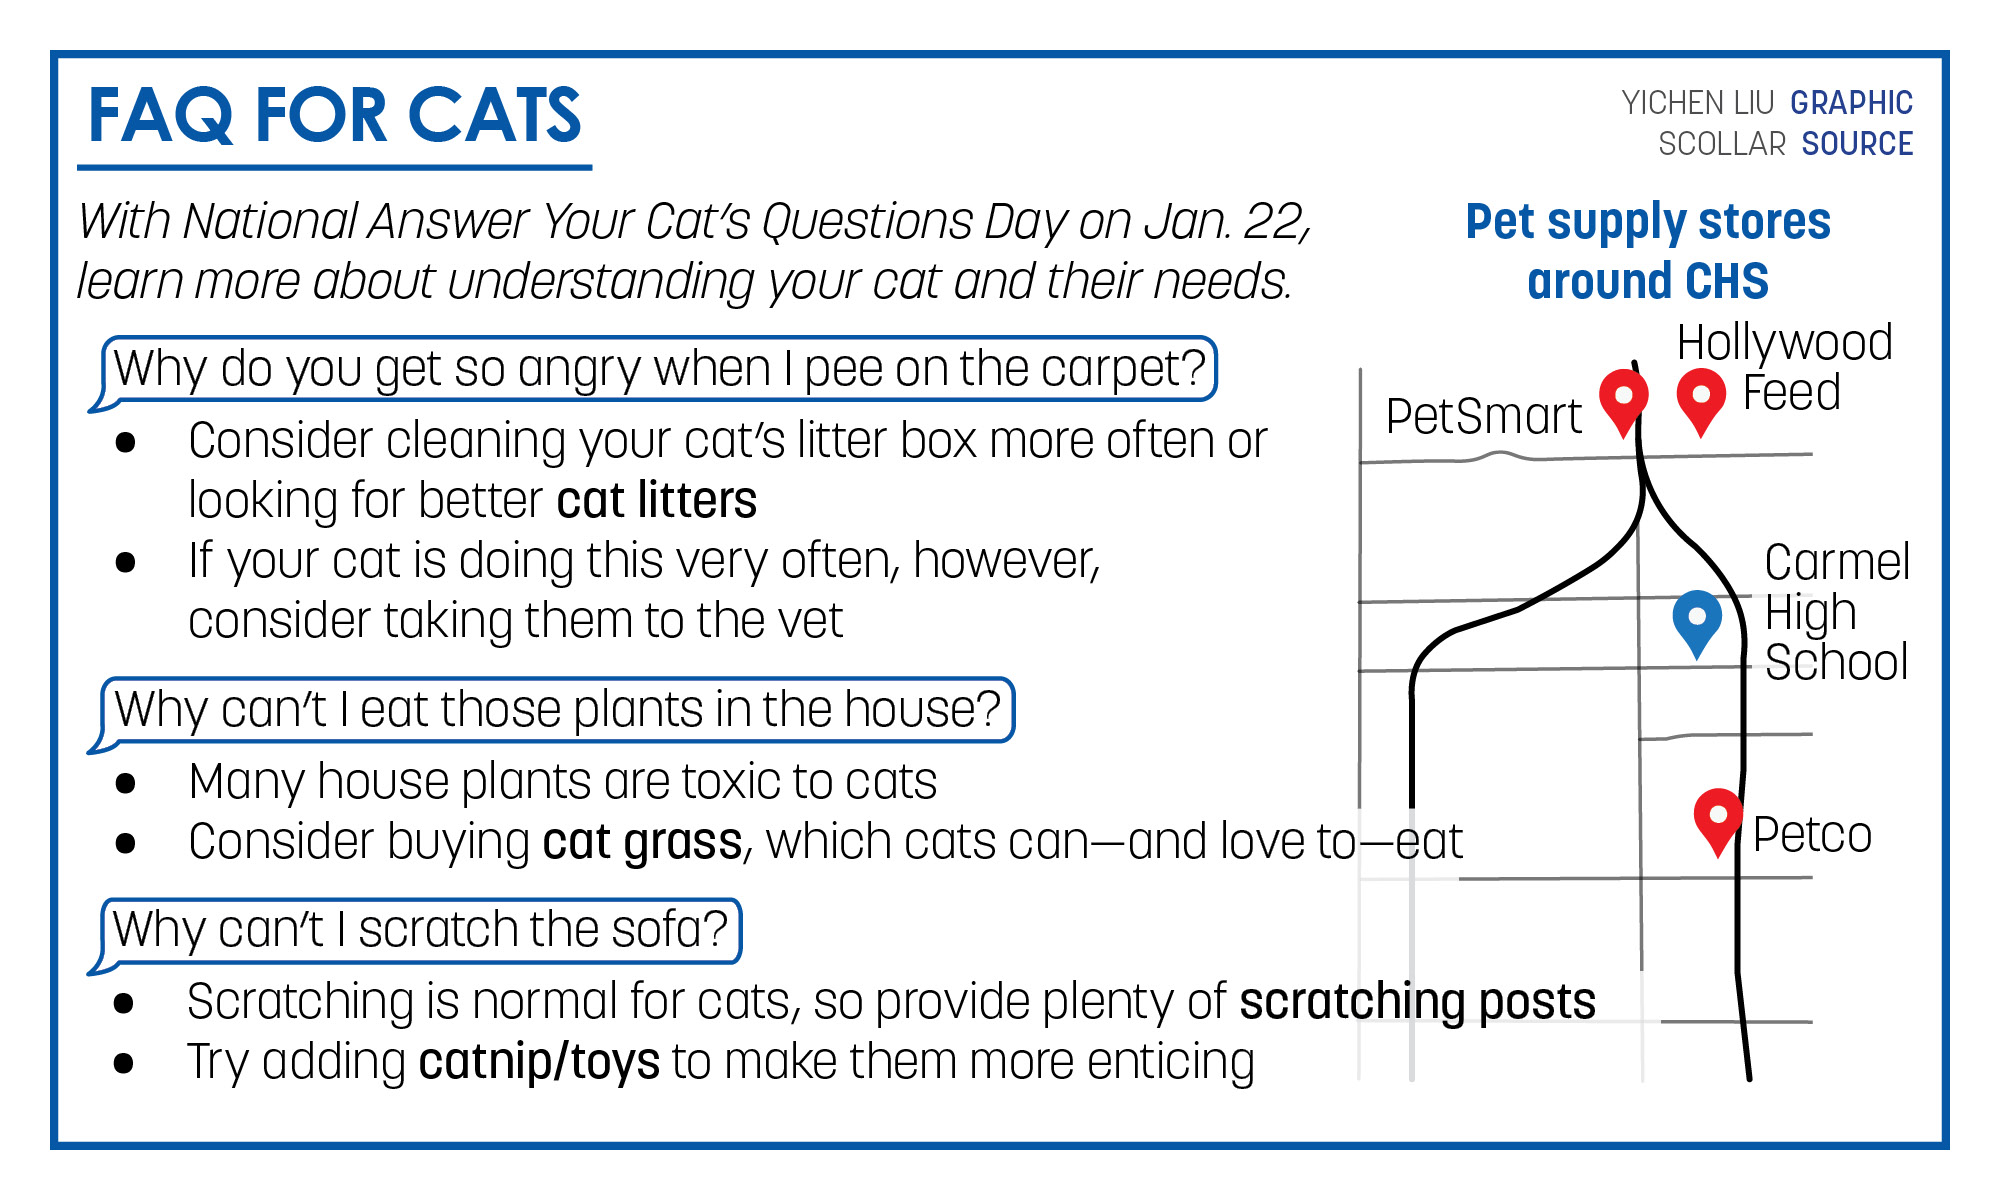 FAQ FOR CATS
YICHEN LIU GRAPHIC
SCOLLAR SOURCE
With National Answer Your Cat's Questions Day on Jan. 22,
learn more about understanding your cat and their needs.
Why do you get so angry when I pee on the carpet?
● Consider cleaning your cat's litter box more often or
looking for better cat litters
● If your cat is doing this very often, however,
consider taking them to the vet
Why can't I eat those plants in the house?
● Many house plants are toxic to cats
● Consider buying cat grass, which cats can—and love to—eat
Why can't I scratch the sofa?
● Scratching is normal for cats, so provide plenty of scratching posts
● Try adding catnip/toys to make them more enticing
Pet supply stores
around CHS
Hollywood
Feed
PetSmart
Carmel
High
School
Petco